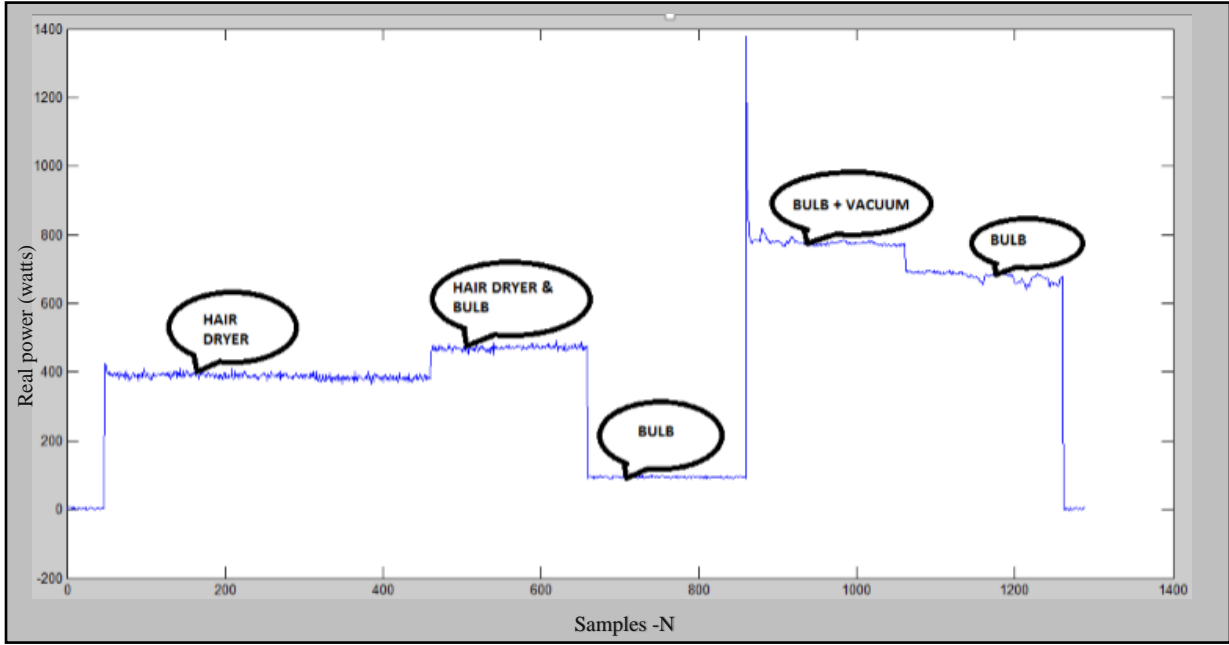 1400
1200
1000
800
600
400
200
0
-200
Real power (watts)
HAIR
DRYER
HAIR DRYER &
BULB
BULB
BULB + VACUUM
BULB
0 200 400 600 800 1000 1200 1400
Samples -N